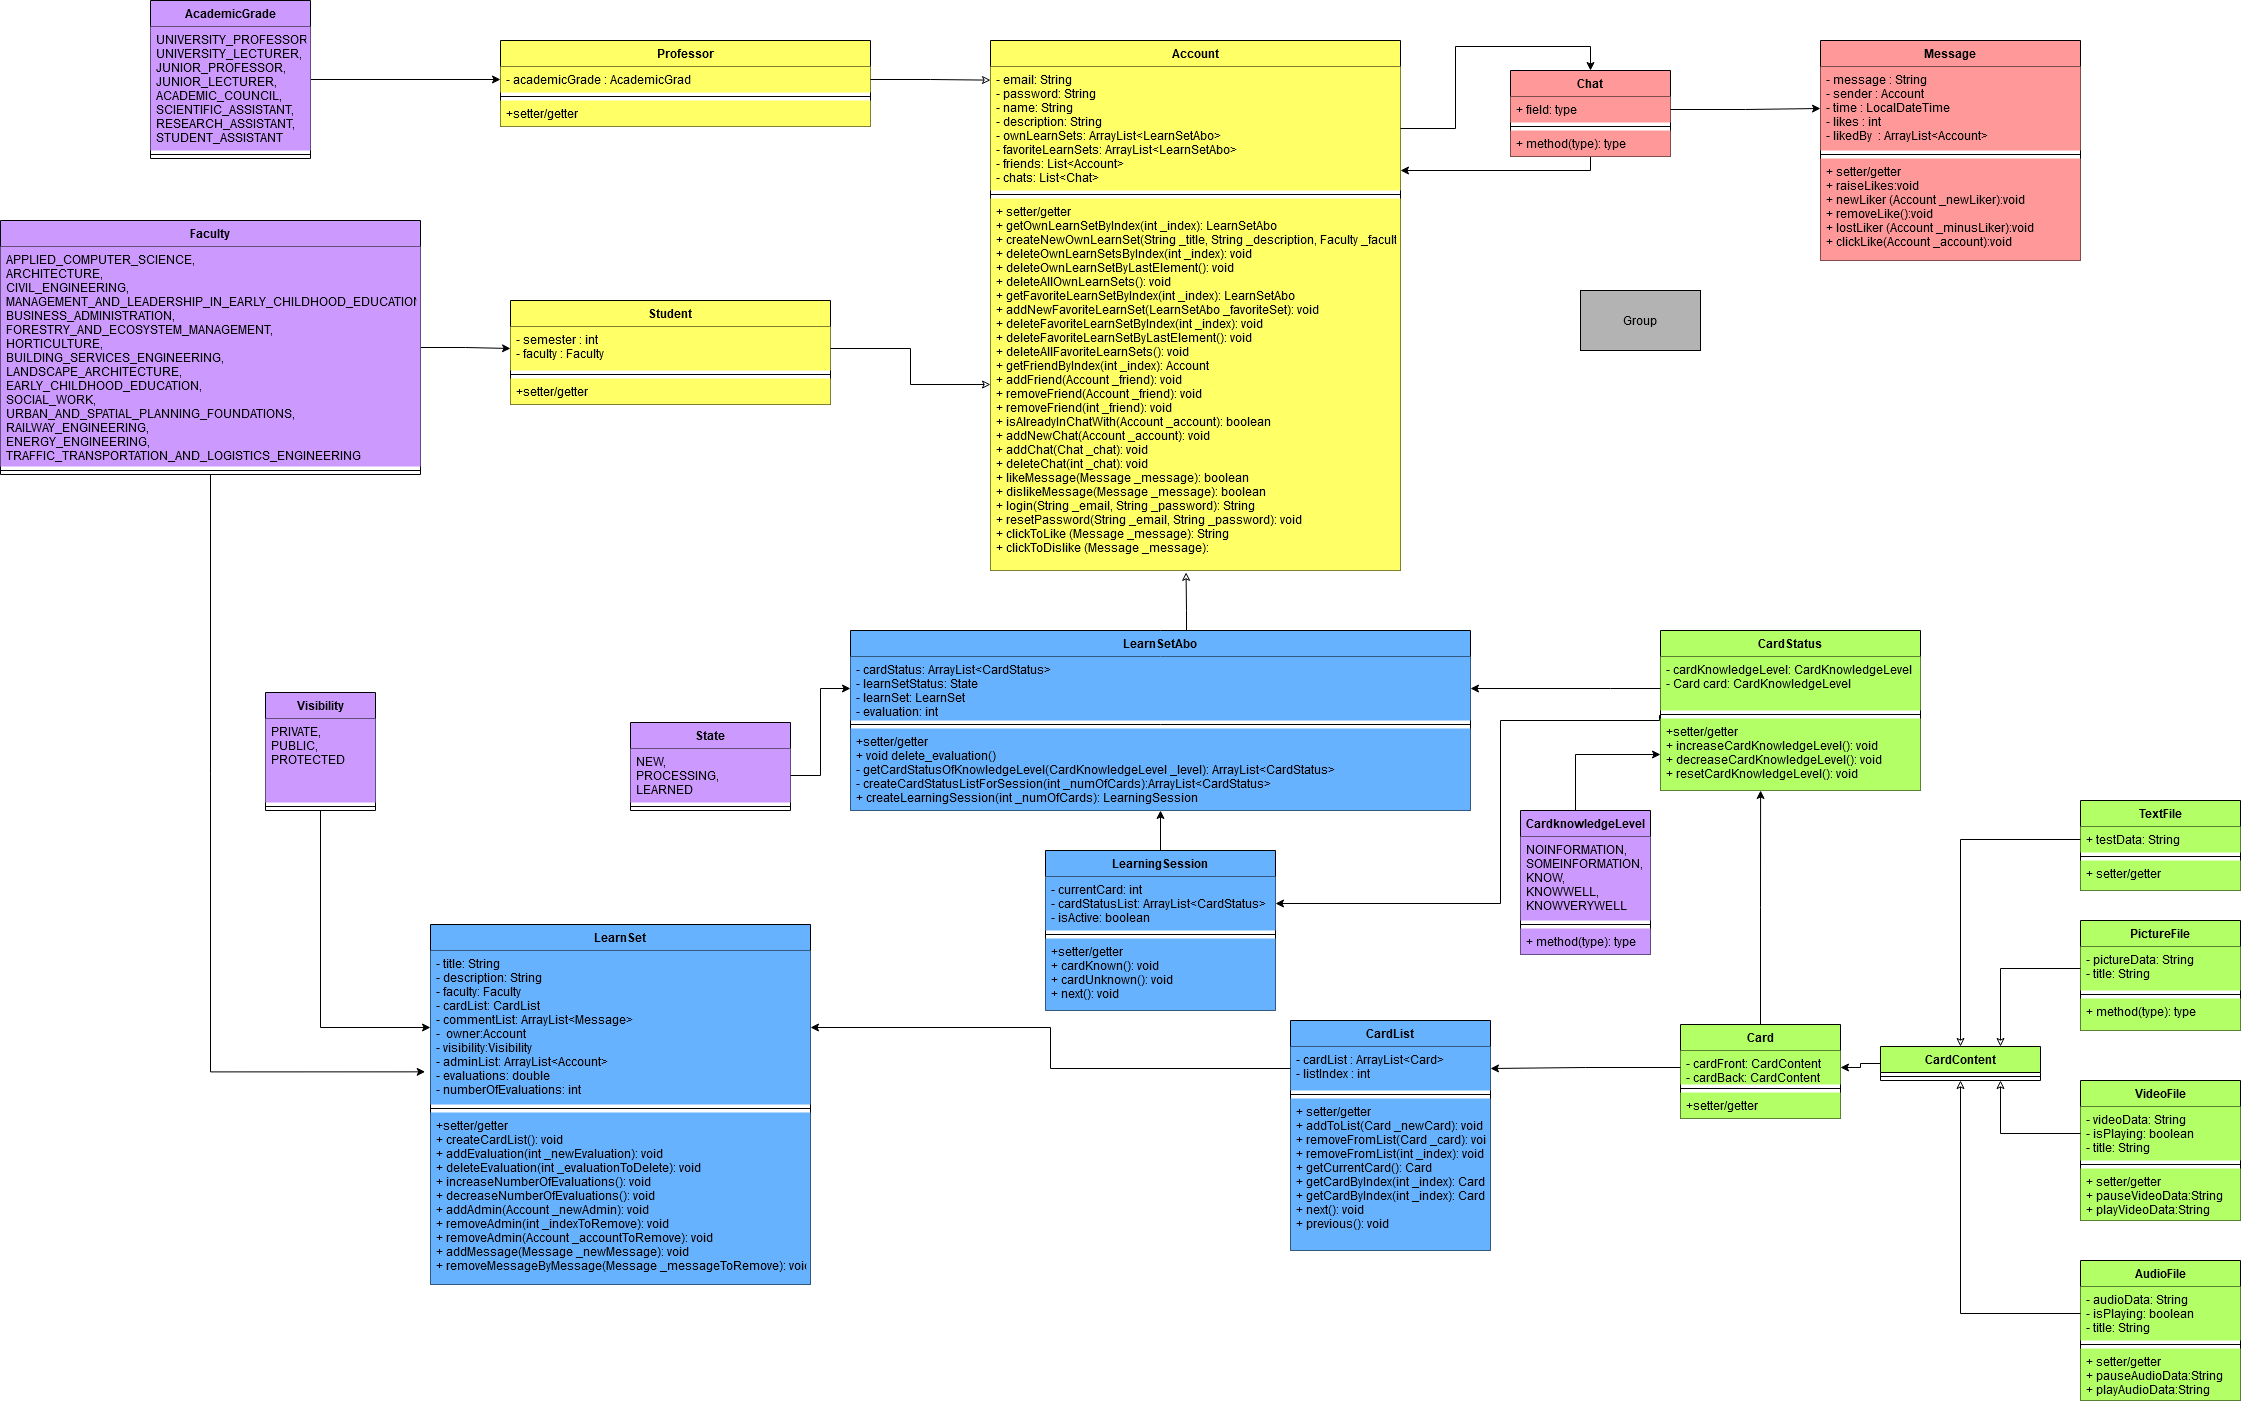 AcademicGrade
UNIVERSITY_PROFESSOR
UNIVERSITY_LECTURER,
JUNIOR_PROFESSOR,
JUNIOR_LECTURER,
ACADEMIC_COUNCIL,
SCIENTIFIC_ASSISTANT,
RESEARCH_ASSISTANT,
STUDENT_ASSISTANT
Professor
- academicGrade : AcademicGrad
+setter/getter
Account
- email: String
- password: String
- name: String
- description: String
- ownLearnSets: ArrayList<LearnSetAbo>
- favoriteLearnSets: ArrayList<LearnSetAbo>
- friends: List<Account>
- chats: List<Chat>
+ setter/getter
+ getOwnLearnSetByIndex(int _index): LearnSetAbo
+ createNewOwnLearnSet(String _title, String _description, Faculty _facult
+ deleteOwnLearnSetsByIndex(int _index): void
+ deleteOwnLearnSetByLastElement(): void
+ deleteAllOwnLearnSets(): void
+ getFavoriteLearnSetByIndex(int _index): LearnSetAbo
+ addNewFavoriteLearnSet(LearnSetAbo _favoriteSet): void
+ deleteFavoriteLearnSetByIndex(int _index): void
+ deleteFavoriteLearnSetByLastElement(): void
+ deleteAllFavoriteLearnSets(): void
+ getFriendByIndex(int _index): Account
+ addFriend(Account _friend): void
+ removeFriend(Account _friend): void
+ removeFriend(int _friend): void
+ isAlreadyInChatWith(Account _account): boolean
+ addNewChat(Account _account): void
+ addChat(Chat _chat): void
+ deleteChat(int _chat): void
+ likeMessage(Message _message): boolean
+ dislikeMessage(Message _message): boolean
+ login(String _email, String _password): String
+ resetPassword(String _email, String _password): void
+ clickToLike (Message _message): String
+ clickToDislike (Message _message):
Chat
+ field: type
+ method(type): type
Message
- message : String
- sender : Account
- time : LocalDateTime
- likes : int
- likedBy : ArrayList<Account>
+ setter/getter
+ raiseLikes:void
+ newLiker (Account _newLiker):void
+ removeLike():void
+ lostLiker (Account _minusLiker):void
+ clickLike(Account _account):void
Group
Faculty
APPLIED_COMPUTER_SCIENCE,
ARCHITECTURE,
CIVIL_ENGINEERING,
MANAGEMENT_AND_LEADERSHIP_IN_EARLY_CHILDHOOD_EDUCATION
BUSINESS_ADMINISTRATION,
FORESTRY_AND_ECOSYSTEM_MANAGEMENT,
HORTICULTURE,
BUILDING_SERVICES_ENGINEERING,
LANDSCAPE_ARCHITECTURE,
EARLY_CHILDHOOD_EDUCATION,
SOCIAL_WORK,
URBAN_AND_SPATIAL_PLANNING_FOUNDATIONS,
RAILWAY_ENGINEERING,
ENERGY_ENGINEERING,
TRAFFIC_TRANSPORTATION_AND_LOGISTICS_ENGINEERING
Student
- semester : int
- faculty : Faculty
+setter/getter
Visibility
PRIVATE,
PUBLIC,
PROTECTED
State
NEW,
PROCESSING,
LEARNED
LearnSetAbo
- cardStatus: ArrayList<CardStatus>
- learnSetStatus: State
- learnSet: LearnSet
- evaluation: int
+setter/getter
+ void delete_evaluation()
- getCardStatusOfKnowledgeLevel(CardKnowledgeLevel _level): ArrayList<CardStatus>
- createCardStatusListForSession(int _numOfCards):ArrayList<CardStatus>
+ createLearningSession(int _numOfCards): LearningSession
CardStatus
- cardKnowledgeLevel: CardKnowledgeLevel
- Card card: CardKnowledgeLevel
+setter/getter
+ increaseCardKnowledgeLevel(): void
+ decreaseCardKnowledgeLevel(): void
+ resetCardKnowledgeLevel(): void
CardknowledgeLevel
NOINFORMATION,
SOMEINFORMATION,
KNOW,
KNOWWELL,
KNOWVERYWELL
+ method(type): type
LearningSession
- currentCard: int
- cardStatusList: ArrayList<CardStatus>
- isActive: boolean
+setter/getter
+ cardKnown(): void
+ cardUnknown(): void
+ next(): void
LearnSet
- title: String
- description: String
- faculty: Faculty
- cardList: CardList
- commentList: ArrayList<Message>
- owner:Account
- visibility:Visibility
- adminList: ArrayList<Account>
- evaluations: double
- numberOfEvaluations: int
+setter/getter
+ createCardList(): void
+ addEvaluation(int _newEvaluation): void
+ deleteEvaluation(int _evaluationToDelete): void
+ increaseNumberOfEvaluations(): void
+ decreaseNumberOfEvaluations(): void
+ addAdmin(Account _newAdmin): void
+ removeAdmin(int _indexToRemove): void
+ removeAdmin(Account _accountToRemove): void
+ addMessage(Message _newMessage): void
+ removeMessageByMessage(Message _messageToRemove): void
CardList
- cardList : ArrayList<Card>
- listIndex : int
+ setter/getter
+ addToList(Card _newCard): void
+ removeFromList(Card _card): voi
+ removeFromList(int _index): void
+ getCurrentCard(): Card
+ getCardByIndex(int _index): Card
+ getCardByIndex(int _index): Card
+ next(): void
+ previous(): void
Card
- cardFront: CardContent
- cardBack: CardContent
+setter/getter
CardContent
TextFile
+ testData: String
+ setter/getter
PictureFile
- pictureData: String
- title: String
+ method(type): type
VideoFile
- videoData: String
- isPlaying: boolean
- title: String
+ setter/getter
+ pauseVideoData:String
+ playVideoData:String
AudioFile
- audioData: String
- isPlaying: boolean
- title: String
+ setter/getter
+ pauseAudioData:String
+ playAudioData:String